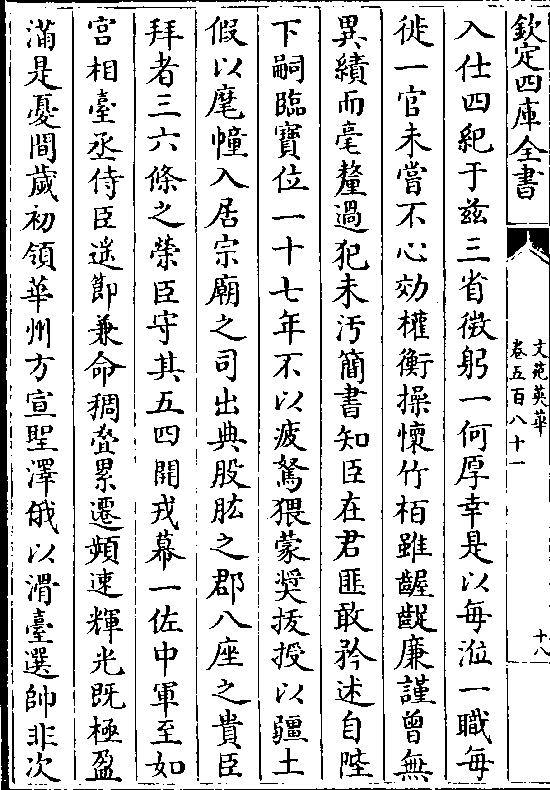 欽定四庫全書
文苑英華
卷五百八十一
十八
入仕四紀于兹三省微躬一何厚幸是以每涖一職每
徙一官未嘗不心効權衡操懷竹栢雖齷齪廉謹曾無
異績而毫釐過犯未汚簡書知臣在君匪敢矜述自陛
下嗣臨寶位一十七年不以疲駑猥蒙奬拔授以疆土
假以麾幢入居宗廟之司出典股肱之郡八座之貴臣
拜者三六條之榮臣守其五四開戎幕一佐中軍至如
宫相臺丞侍臣遥節兼命稠疊累遷頻速輝光既極盈
滿是憂間歲初領華州方宣聖澤俄以渭臺選帥非次